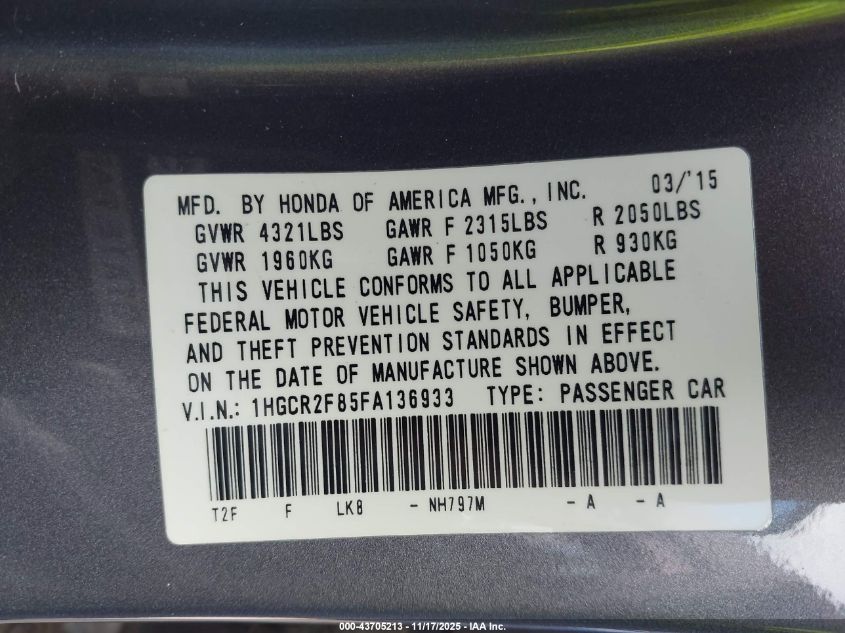 MFD. BY HONDA OF AMERICA MFG., INC. 03/'15
GVWR 4321LBS GAWR F 2315LBS R 2050LBS
GVWR 1960KG GAWR F 1050KG R 930KG
THIS VEHICLE CONFORMS TO ALL APPLICABLE
FEDERAL MOTOR VEHICLE SAFETY, BUMPER,
AND THEFT PREVENTION STANDARDS IN EFFECT
ON THE DATE OF MANUFACTURE SHOWN ABOVE.
V.I.N.: 1HGCR2F85FA136933 TYPE: PASSENGER CAR
T2F F LK8 - NH797M - A - A
000-43705213 - 11/17/2025 - IAA Inc.